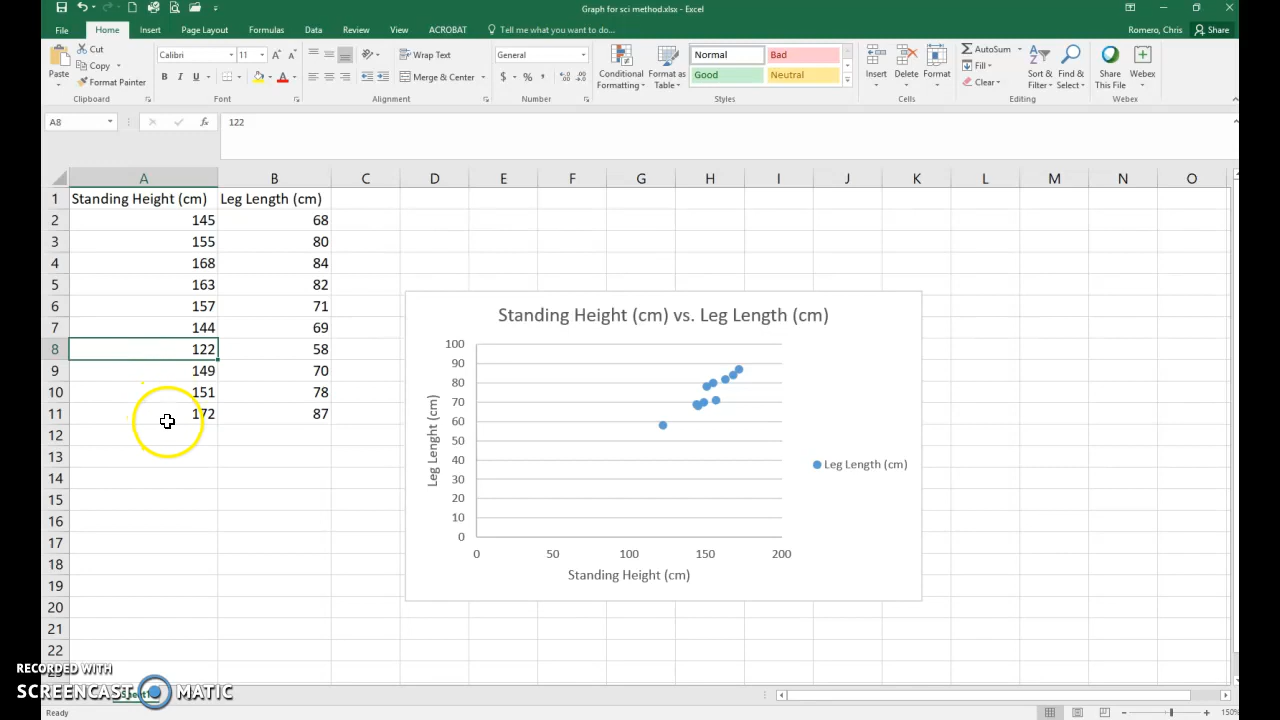 Graph for sci method.xlsx - Excel
File Home Insert Page Layout Formulas Data Review View ACROBAT Tell me what you want to do... Romero, Chris Share
Cut
Copy
Format Painter
Paste
Clipboard
Calibri 11
B I U
Font
Wrap Text
Merge & Center
Alignment
General
$ % ,
Number
Conditional Formatting
Format as Table
Normal Bad
Good Neutral
Styles
Insert Delete Format
Cells
AutoSum
Fill
Clear
Sort & Filter
Find & Select
Editing
Share This File
Webex
Webex
A8 fx 122
A B C D E F G H I J K L M N O
1 Standing Height (cm) Leg Length (cm)
2 145 68
3 155 80
4 168 84
5 163 82
6 157 71
7 144 69
8 122 58
9 149 70
10 151 78
11 172 87
12
13
14
15
16
17
18
19
20
21
22
Standing Height (cm) vs. Leg Length (cm)
100
90
80
70
60
50
40
30
20
10
0
0 50 100 150 200
Leg Lenght (cm)
Standing Height (cm)
Leg Length (cm)
RECORDED WITH
SCREENCAST MATIC
Ready
150%